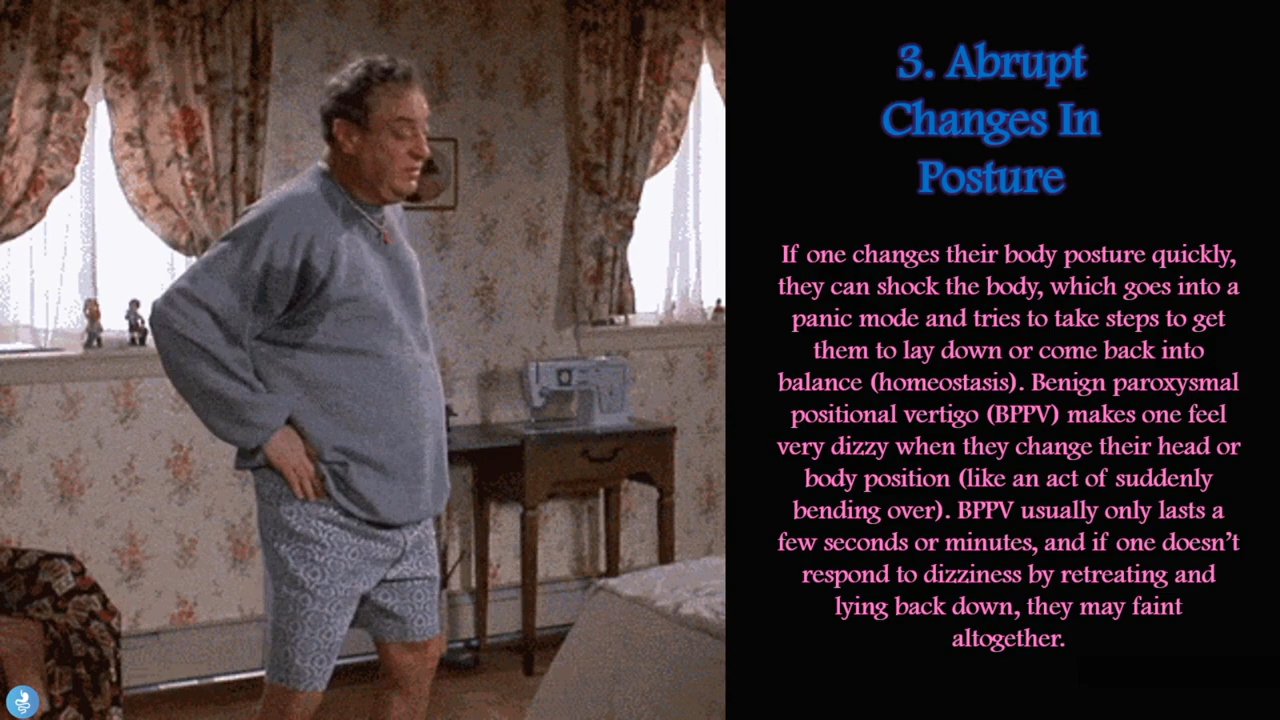 3. Abrupt
Changes In
Posture
If one changes their body posture quickly,
they can shock the body, which goes into a
panic mode and tries to take steps to get
them to lay down or come back into
balance (homeostasis). Benign paroxysmal
positional vertigo (BPPV) makes one feel
very dizzy when they change their head or
body position (like an act of suddenly
bending over). BPPV usually only lasts a
few seconds or minutes, and if one doesn’t
respond to dizziness by retreating and
lying back down, they may faint
altogether.